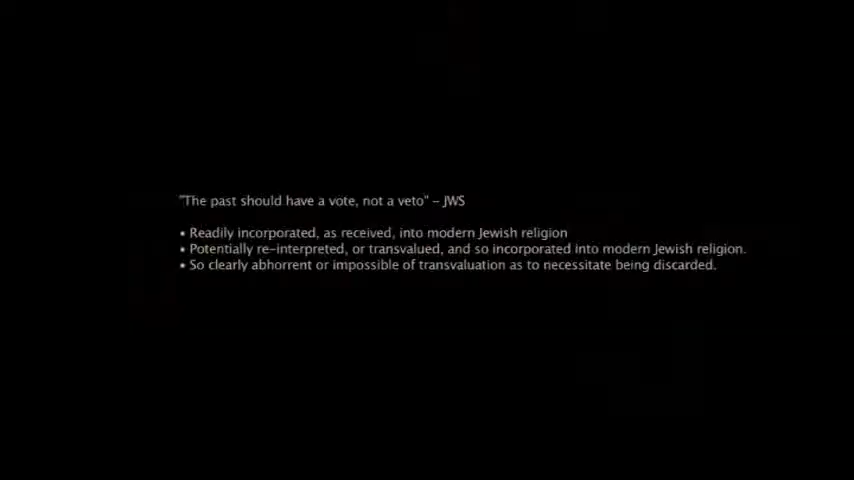 "The past should have a vote, not a veto" - JWS
• Readily incorporated, as received, into modern Jewish religion
• Potentially re-interpreted, or transvalued, and so incorporated into modern Jewish religion.
• So clearly abhorrent or impossible of transvaluation as to necessitate being discarded.